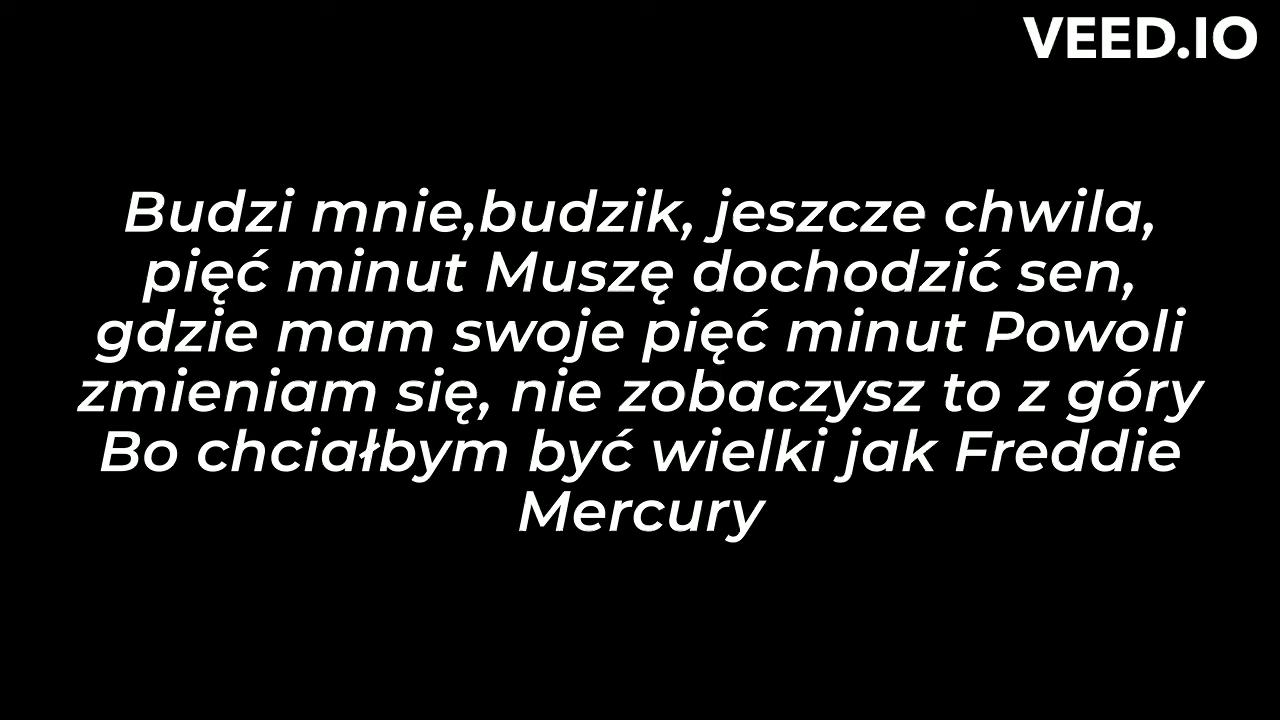 VEED.IO
Budzi mnie,budzik, jeszcze chwila,
pięć minut Muszę dochodzić sen,
gdzie mam swoje pięć minut Powoli
zmieniam się, nie zobaczysz to z góry
Bo chciałbym być wielki jak Freddie
Mercury